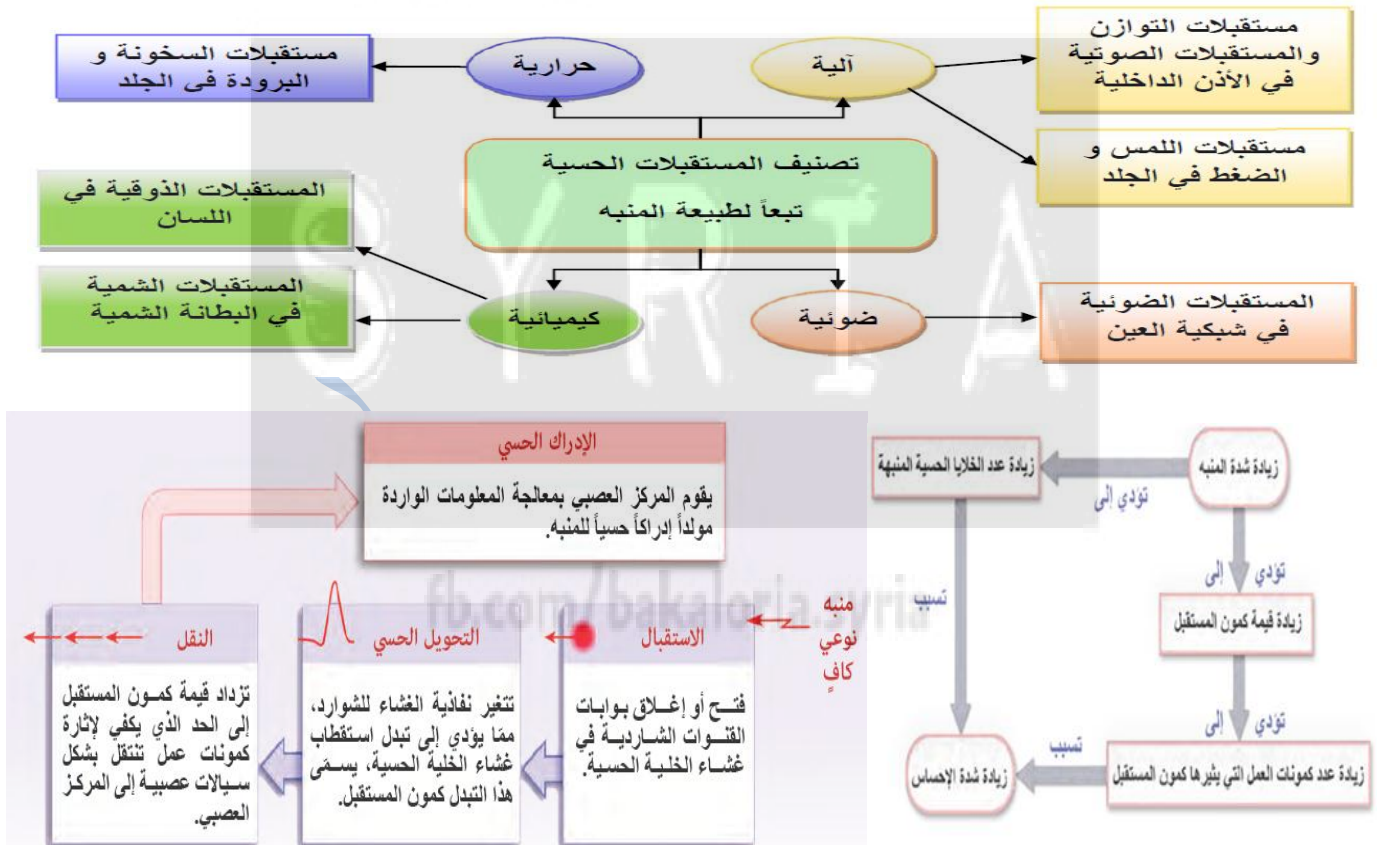 مستقبلات التوازن
والمستقبلات الصوتية
في الأذن الداخلية
آلية
حرارية
مستقبلات السخونة و
البرودة في الجلد
مستقبلات اللمس و
الضغط في الجلد
تصنيف المستقبلات الحسية
تبعاً لطبيعة المنبه
المستقبلات الذوقية في
اللسان
المستقبلات الضوئية
في شبكية العين
ضوئية
كيميائية
المستقبلات الشمية
في البطانة الشمية
SYRIA
زيادة شدة المنبه
تؤدي إلى
زيادة عدد الخلايا الحسية المنبهة
تؤدي إلى
زيادة قيمة كمون المستقبل
تؤدي إلى
زيادة عدد كمونات العمل التي يثيرها كمون المستقبل
تسبب
تسبب
زيادة شدة الإحساس
الإدراك الحسي
يقوم المركز العصبي بمعالجة المعلومات الواردة
مولداً إدراكاً حسياً للمنبه.
fb.com/bakaloria.syria
منبه
نوعي
كافٍ
الاستقبال
فتح أو إغلاق بوابات
القنوات الشاردية في
غشاء الخلية الحسية.
التحويل الحسي
تتغير نفاذية الغشاء للشوارد،
ممّا يؤدي إلى تبدل استقطاب
غشاء الخلية الحسية، يسمّى
هذا التبدل كمون المستقبل.
النقل
تزداد قيمة كمون المستقبل
إلى الحد الذي يكفي لإثارة
كمونات عمل تنتقل بشكل
سيالات عصبية إلى المركز
العصبي.